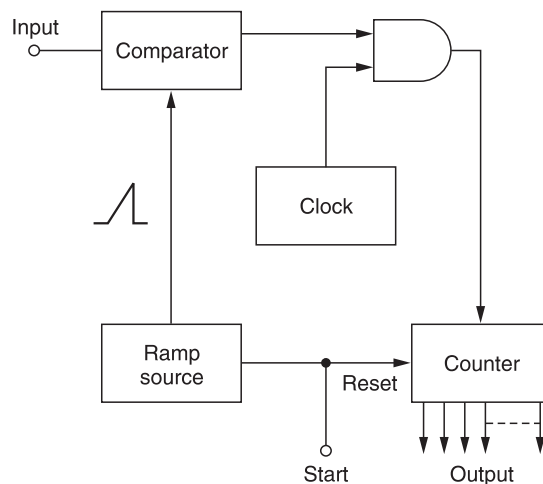 Input
Comparator
Clock
Ramp
source
Reset
Counter
Start
Output